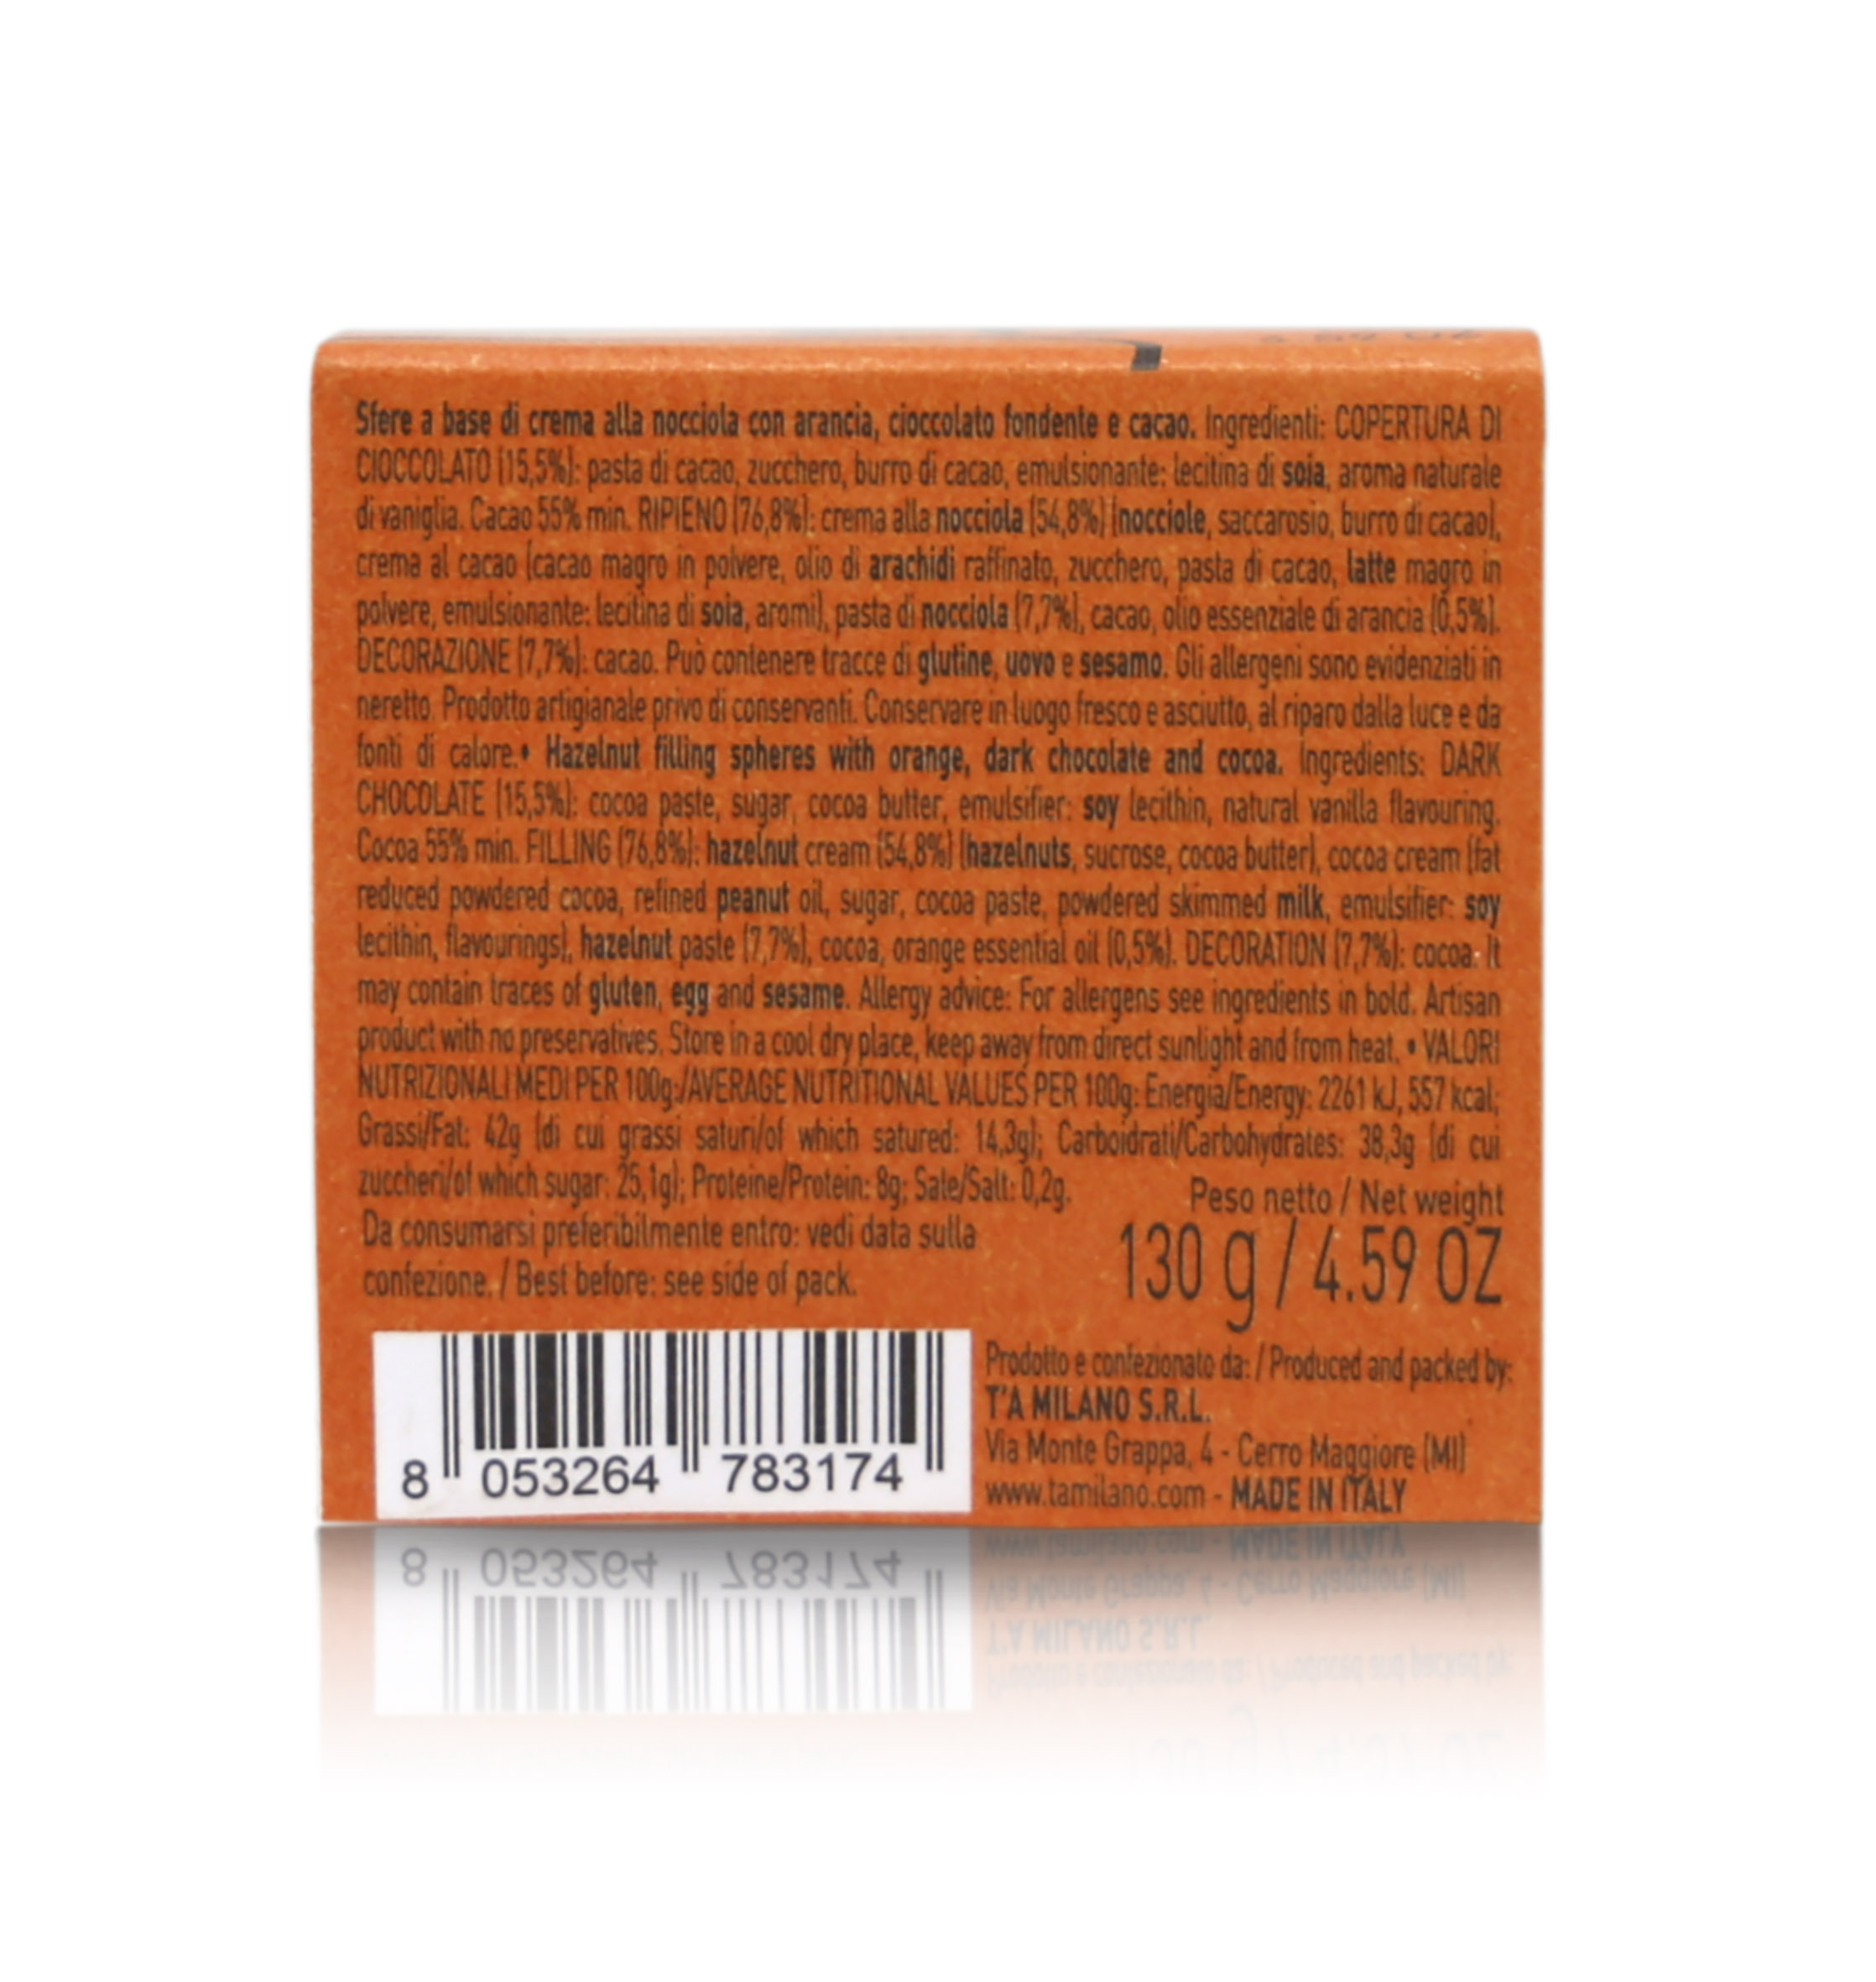 Sfere a base di crema alla nocciola con arancia, cioccolato fondente e cacao. Ingredienti: COPERTURA DI
CIOCCOLATO (15,5%): pasta di cacao, zucchero, burro di cacao, emulsionante: lecitina di soia, aroma naturale
di vaniglia. Cacao 55% min. RIPIENO (76,8%): crema alla nocciola (54,8%) (nocciole, saccarosio, burro di cacao),
crema al cacao (cacao magro in polvere, olio di arachidi raffinato, zucchero, pasta di cacao, latte magro in
polvere, emulsionante: lecitina di soia, aromi), pasta di nocciola (7,7%), cacao, olio essenziale di arancia (0,5%).
DECORAZIONE (7,7%): cacao. Può contenere tracce di glutine, uovo e sesamo. Gli allergeni sono evidenziati in
neretto. Prodotto artigianale privo di conservanti. Conservare in luogo fresco e asciutto, al riparo dalla luce e da
fonti di calore.• Hazelnut filling spheres with orange, dark chocolate and cocoa. Ingredients: DARK
CHOCOLATE (15,5%): cocoa paste, sugar, cocoa butter, emulsifier: soy lecithin, natural vanilla flavouring.
Cocoa 55% min. FILLING (76,8%): hazelnut cream (54,8%) (hazelnuts, sucrose, cocoa butter), cocoa cream (fat
reduced powdered cocoa, refined peanut oil, sugar, cocoa paste, powdered skimmed milk, emulsifier: soy
lecithin, flavourings), hazelnut paste (7,7%), cocoa, orange essential oil (0,5%). DECORATION (7,7%): cocoa. It
may contain traces of gluten, egg and sesame. Allergy advice: For allergens see ingredients in bold. Artisan
product with no preservatives. Store in a cool dry place, keep away from direct sunlight and from heat. • VALORI
NUTRIZIONALI MEDI PER 100g:/AVERAGE NUTRITIONAL VALUES PER 100g: Energia/Energy: 2261 kJ, 557 kcal;
Grassi/Fat: 42g (di cui grassi saturi/of which satured: 14,3g); Carboidrati/Carbohydrates: 38,3g (di cui
zuccheri/of which sugar: 25,1g); Proteine/Protein: 8g; Sale/Salt: 0,2g.
Da consumarsi preferibilmente entro: vedi data sulla
confezione. / Best before: see side of pack.
Peso netto / Net weight
130 g / 4.59 OZ
8 053264 783174
Prodotto e confezionato da: / Produced and packed by:
T'A MILANO S.R.L.
Via Monte Grappa, 4 - Cerro Maggiore (MI)
www.tamilano.com - MADE IN ITALY